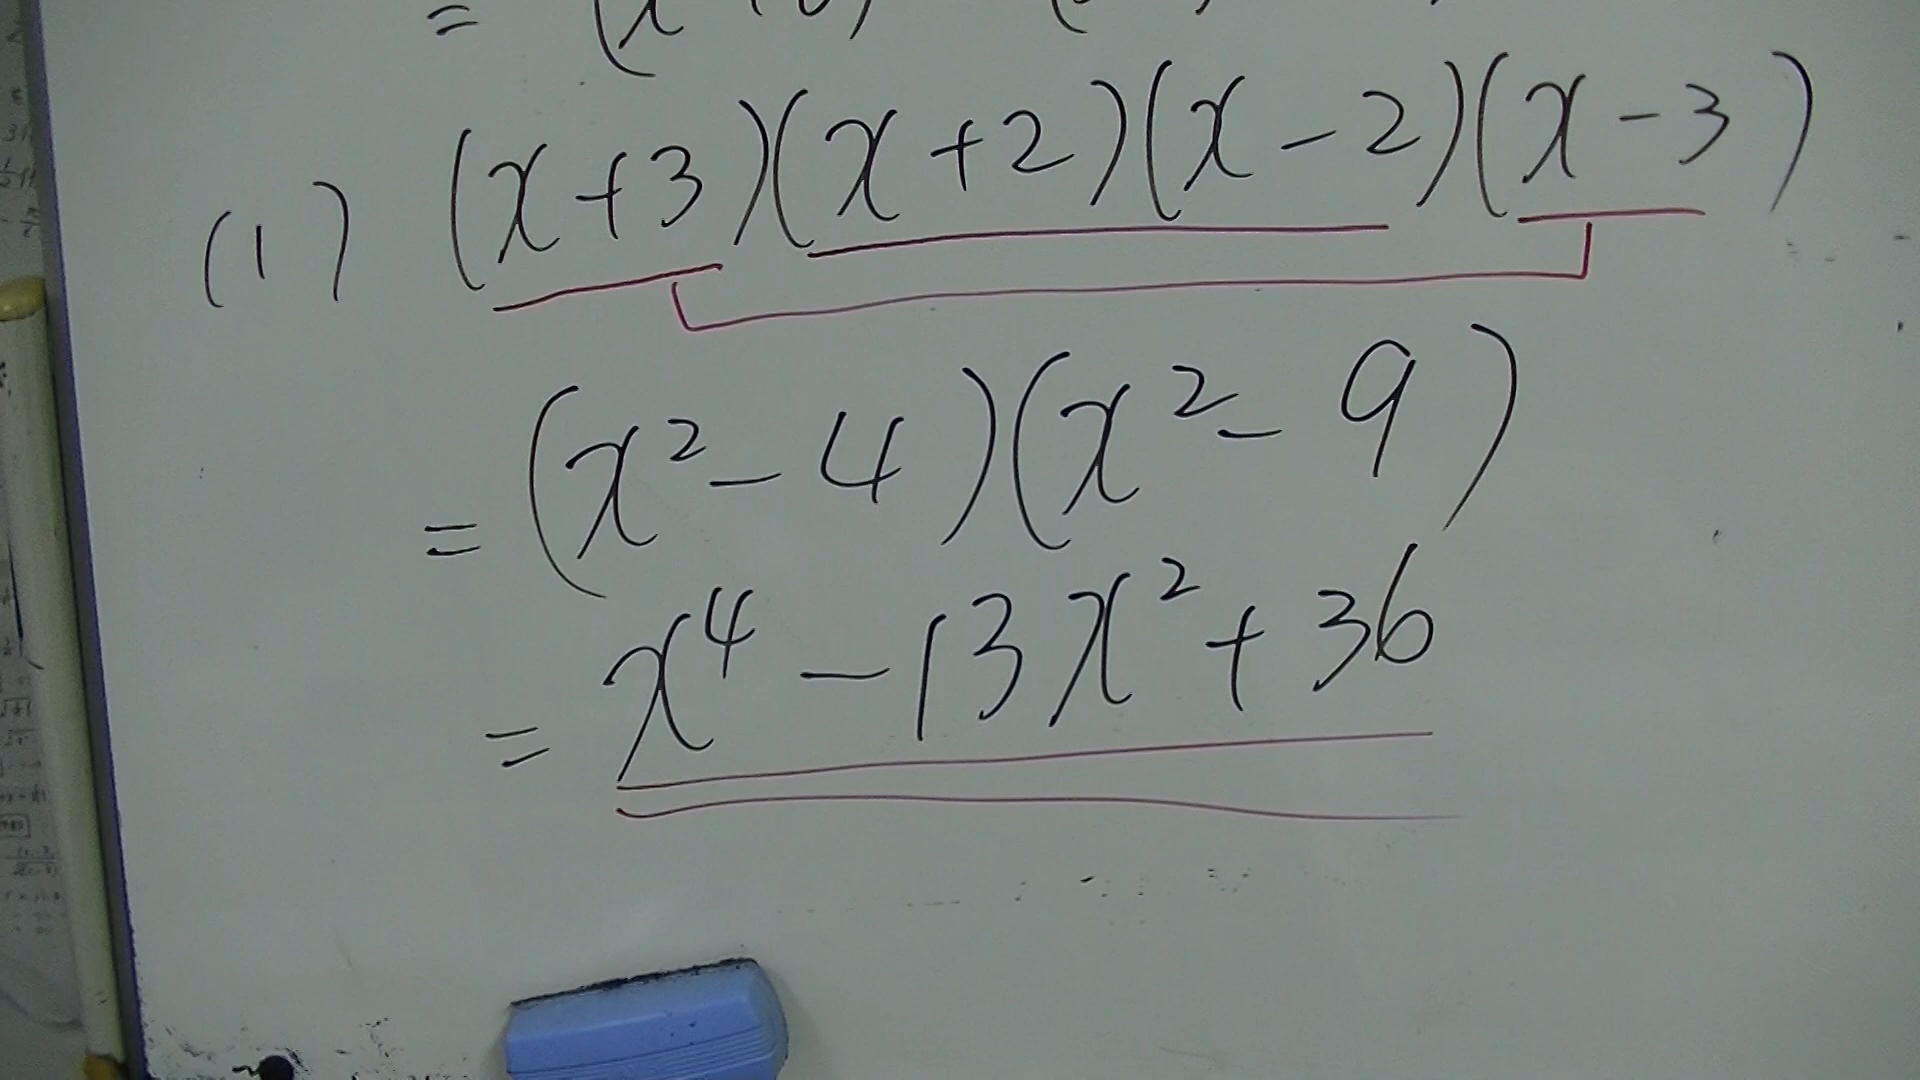 (1) (x+3)(x+2)(x-2)(x-3)
= (x²-4)(x²-9)
= x⁴-13x²+36